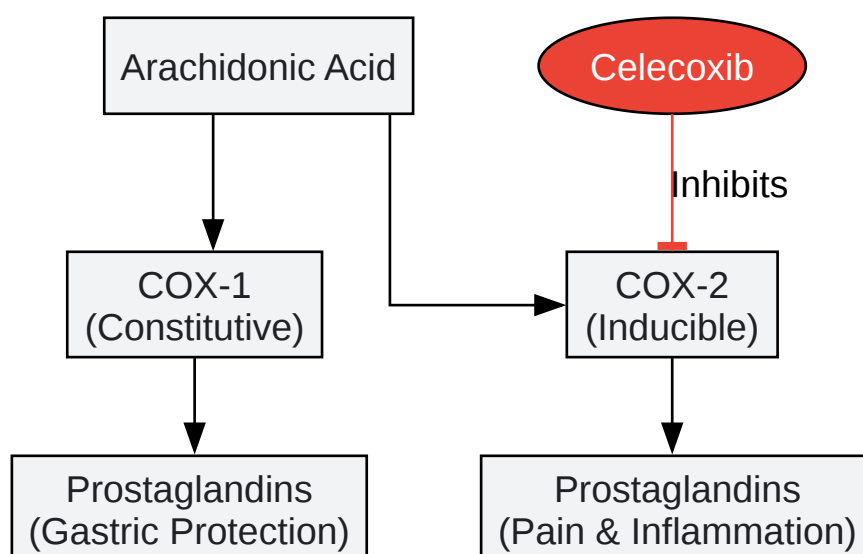 Arachidonic Acid
Celecoxib
Inhibits
COX-1
(Constitutive)
COX-2
(Inducible)
Prostaglandins
(Gastric Protection)
Prostaglandins
(Pain & Inflammation)